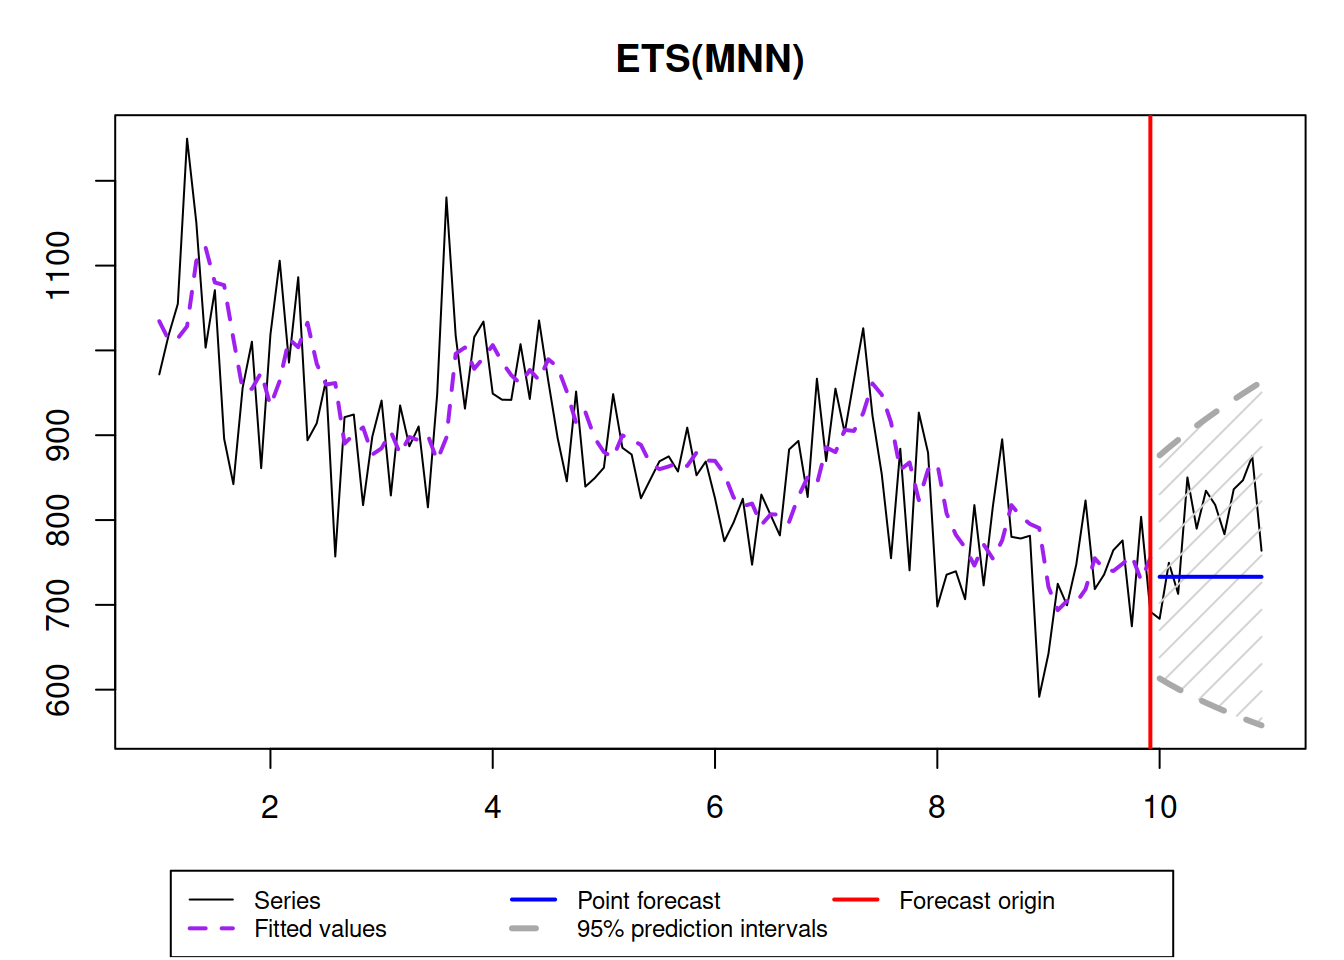 ETS(MNN)
1100
900
800
700
600
2 4 6 8 10
Series Point forecast Forecast origin
Fitted values 95% prediction intervals